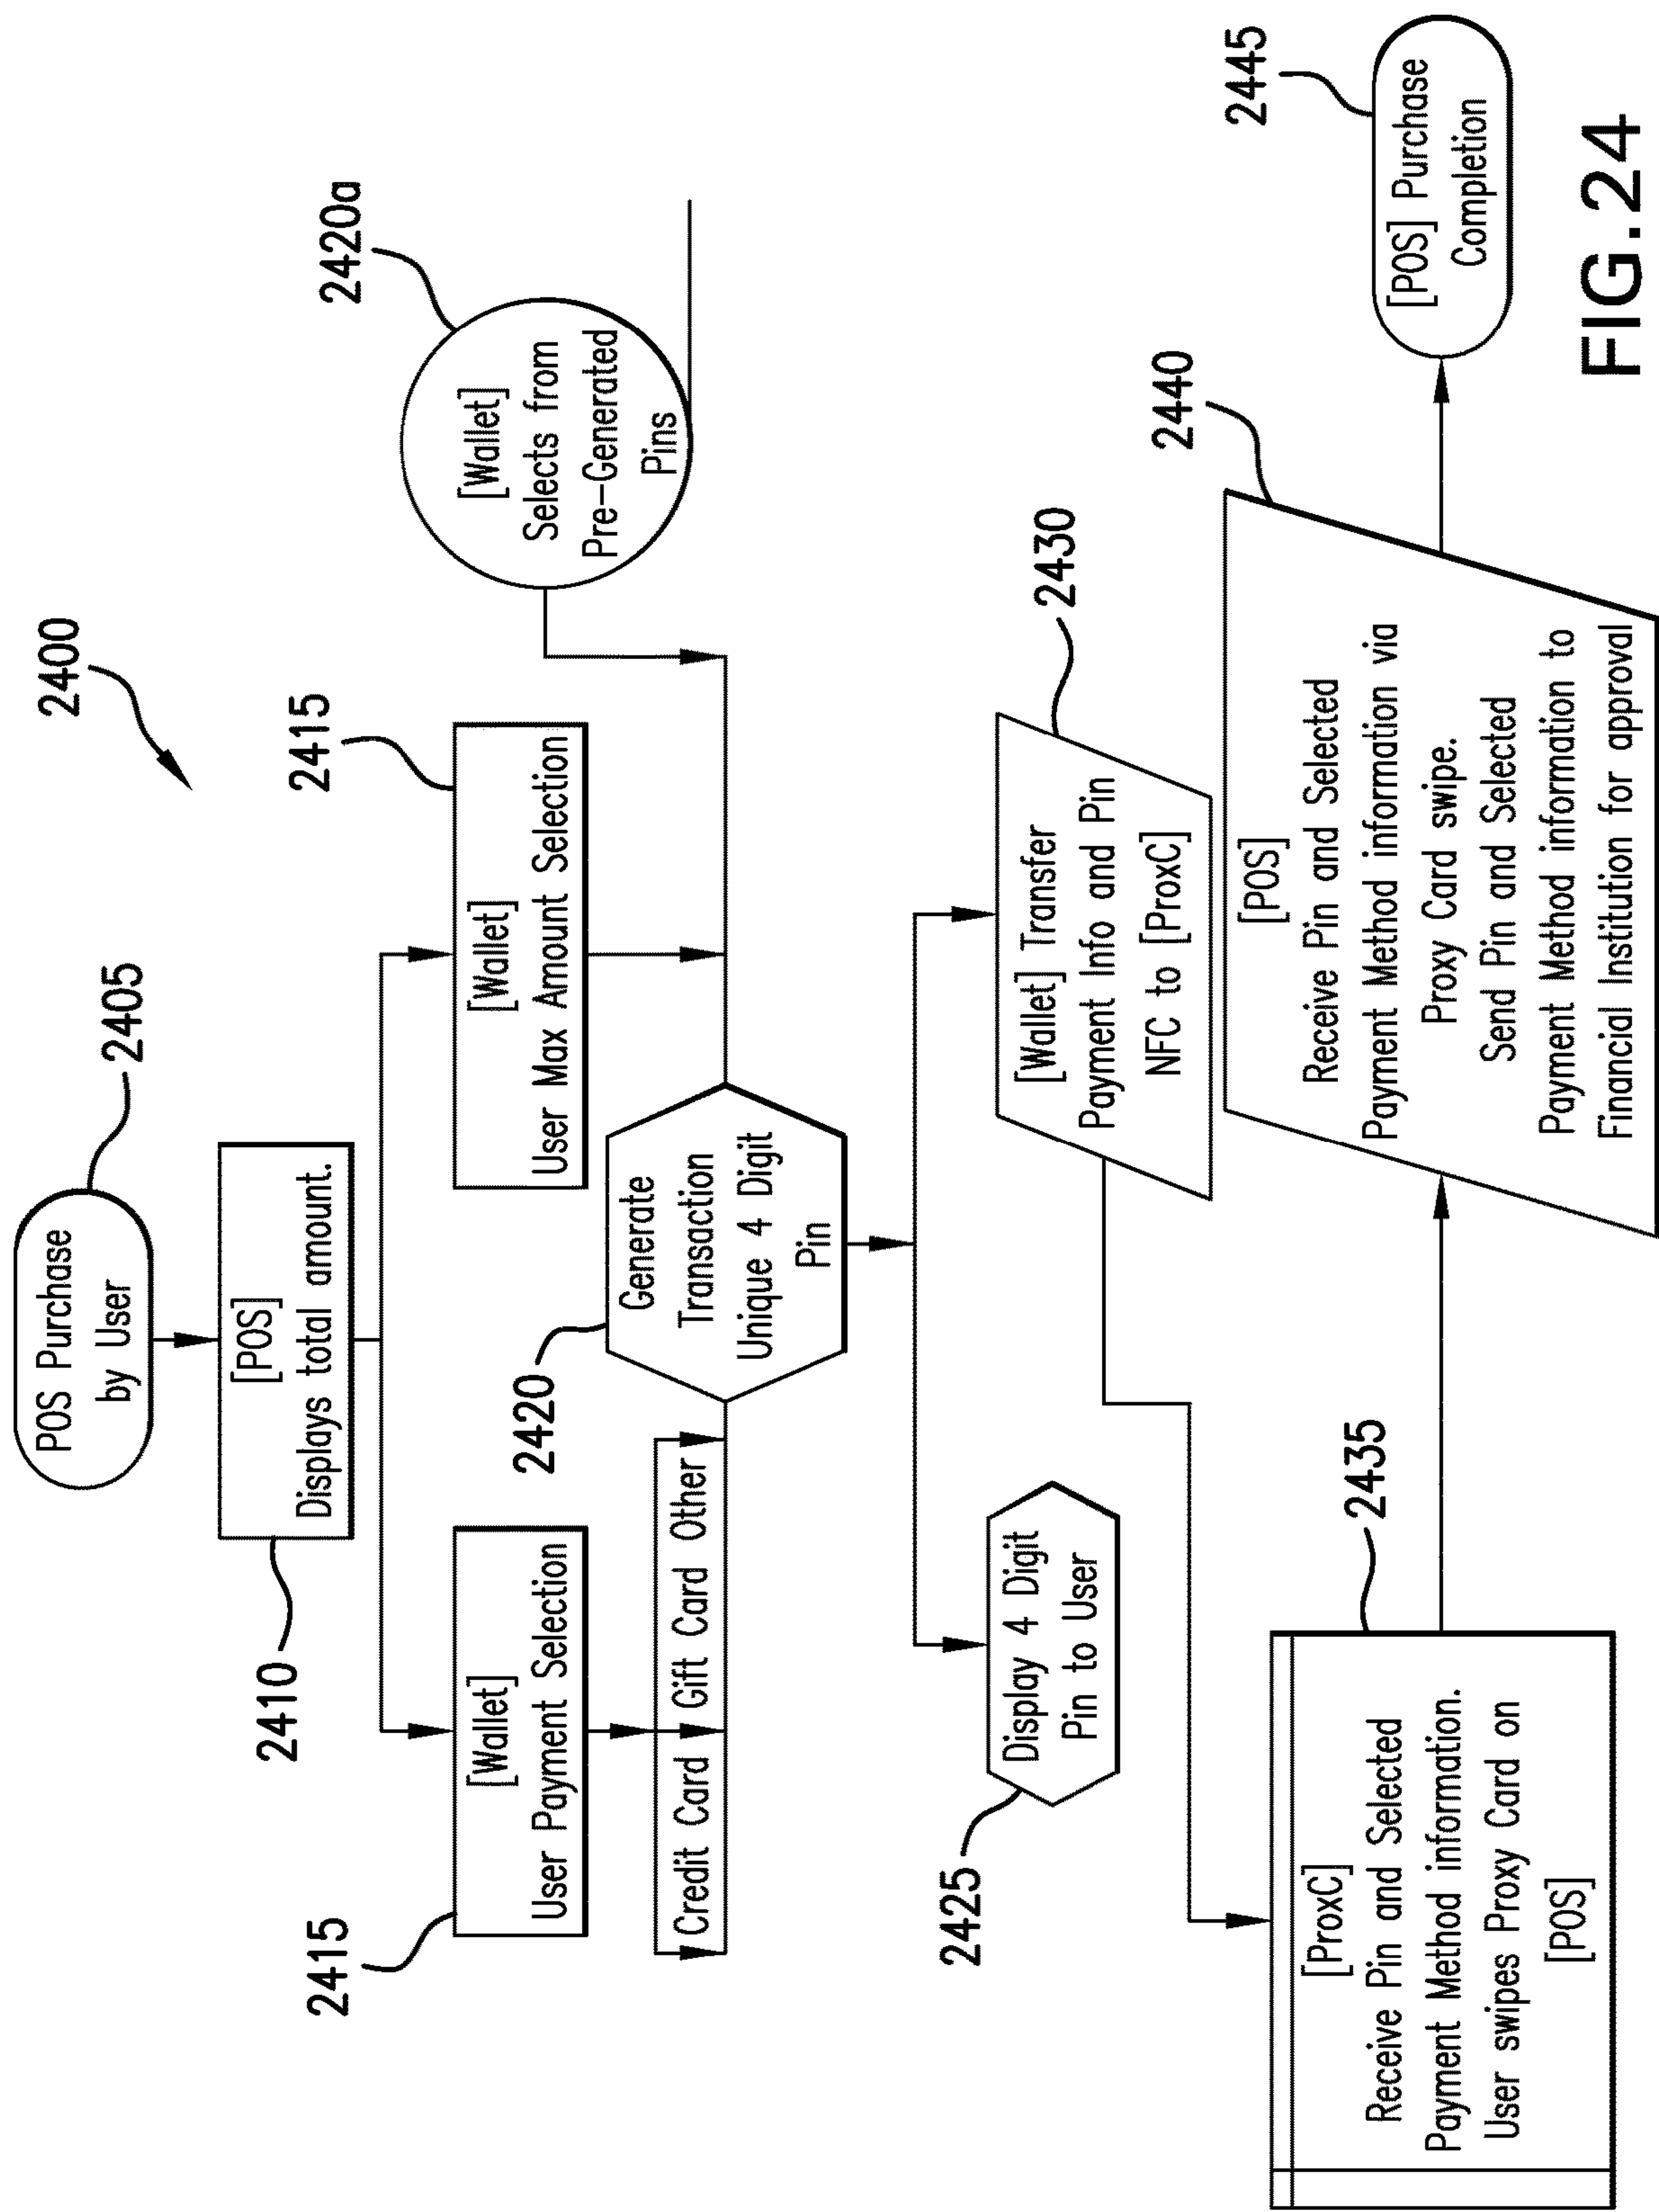 2400
POS Purchase
by User
2405
[POS]
Displays total amount.
2410
[Wallet]
User Payment Selection
2415
[Wallet]
User Max Amount Selection
2415
[Wallet]
Selects from
Pre-Generated
Pins
2420a
Credit Card Gift Card Other
Generate
Transaction
Unique 4 Digit
Pin
2420
Display 4 Digit
Pin to User
2425
[Wallet] Transfer
Payment Info and Pin
NFC to [ProxC]
2430
[ProxC]
Receive Pin and Selected
Payment Method information.
User swipes Proxy Card on
[POS]
2435
[POS]
Receive Pin and Selected
Payment Method information via
Proxy Card swipe.
Send Pin and Selected
Payment Method information to
Financial Institution for approval
2440
[POS] Purchase
Completion
2445
FIG.24